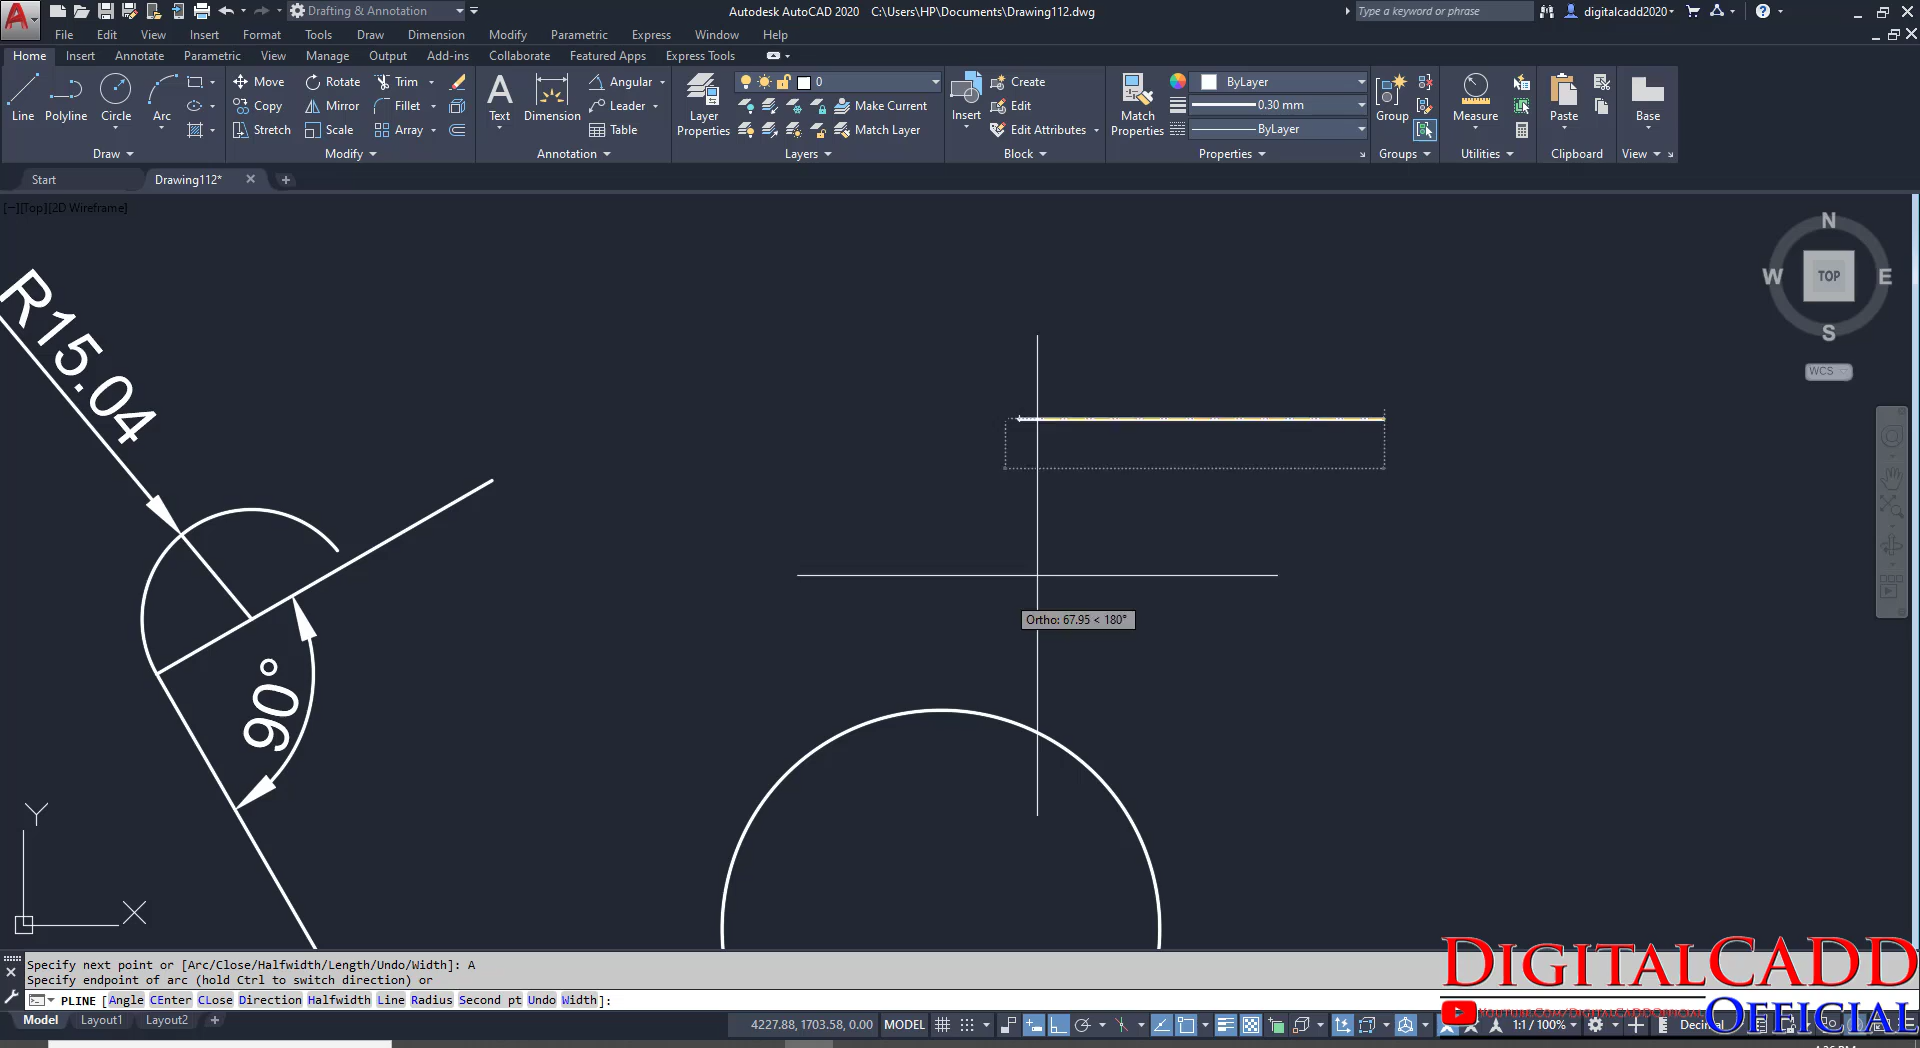 Drafting & Annotation
Autodesk AutoCAD 2020 C:\Users\HP\Documents\Drawing112.dwg
Type a keyword or phrase
digitalcadd2020
File Edit View Insert Format Tools Draw Dimension Modify Parametric Express Window Help
Home Insert Annotate Parametric View Manage Output Add-ins Collaborate Featured Apps Express Tools
Line Polyline Circle Arc
Move Rotate Trim
Copy Mirror Fillet
Stretch Scale Array
Text Dimension
Angular
Leader
Table
Layer Properties
0
Make Current
Match Layer
Insert
Create
Edit
Edit Attributes
Match Properties
ByLayer
0.30 mm
ByLayer
Group Measure Paste Base
Draw Modify Annotation Layers Block Properties Groups Utilities Clipboard View
Start Drawing112*
[−][Top][2D Wireframe]
N
W TOP E
S
WCS
R15.04
90°
Ortho: 67.95 < 180°
Y
X
Specify next point or [Arc/Close/Halfwidth/Length/Undo/Width]: A
Specify endpoint of arc (hold Ctrl to switch direction) or
PLINE [Angle CEnter CLose Direction Halfwidth Line Radius Second pt Undo Width]:
DigitalCADD
Official
Model Layout1 Layout2
4227.88, 1703.58, 0.00 MODEL
1:1 / 100%